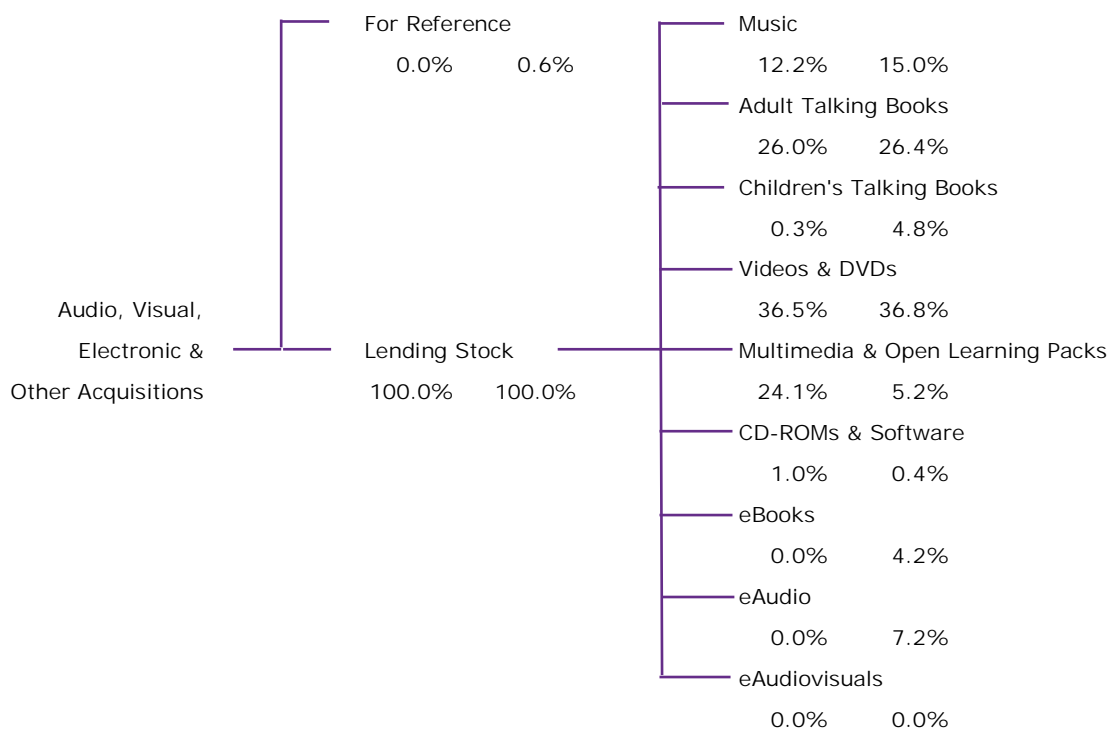 For Reference
0.0% 0.6%
Audio, Visual,
Electronic &
Other Acquisitions
Lending Stock
100.0% 100.0%
Music
12.2% 15.0%
Adult Talking Books
26.0% 26.4%
Children's Talking Books
0.3% 4.8%
Videos & DVDs
36.5% 36.8%
Multimedia & Open Learning Packs
24.1% 5.2%
CD-ROMs & Software
1.0% 0.4%
eBooks
0.0% 4.2%
eAudio
0.0% 7.2%
eAudiovisuals
0.0% 0.0%